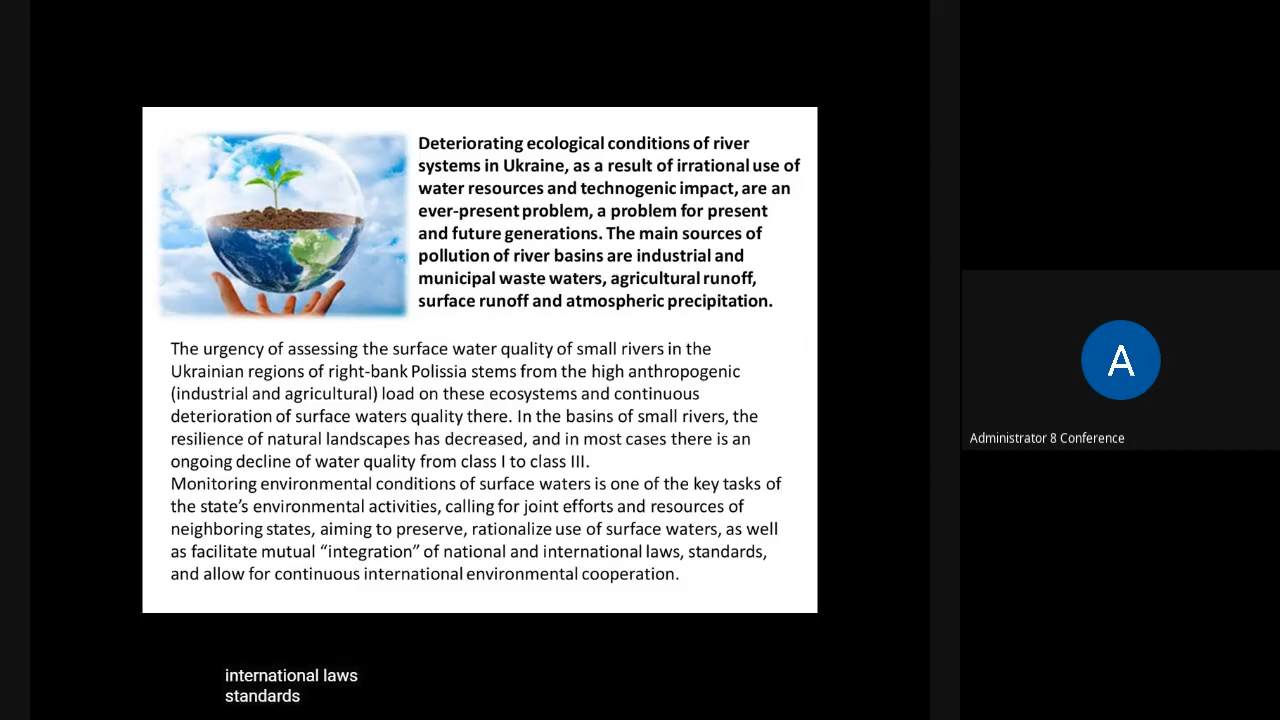 Deteriorating ecological conditions of river
systems in Ukraine, as a result of irrational use of
water resources and technogenic impact, are an
ever-present problem, a problem for present
and future generations. The main sources of
pollution of river basins are industrial and
municipal waste waters, agricultural runoff,
surface runoff and atmospheric precipitation.
The urgency of assessing the surface water quality of small rivers in the
Ukrainian regions of right-bank Polissia stems from the high anthropogenic
(industrial and agricultural) load on these ecosystems and continuous
deterioration of surface waters quality there. In the basins of small rivers, the
resilience of natural landscapes has decreased, and in most cases there is an
ongoing decline of water quality from class I to class III.
Monitoring environmental conditions of surface waters is one of the key tasks of
the state’s environmental activities, calling for joint efforts and resources of
neighboring states, aiming to preserve, rationalize use of surface waters, as well
as facilitate mutual “integration” of national and international laws, standards,
and allow for continuous international environmental cooperation.
A
Administrator 8 Conference
international laws
standards